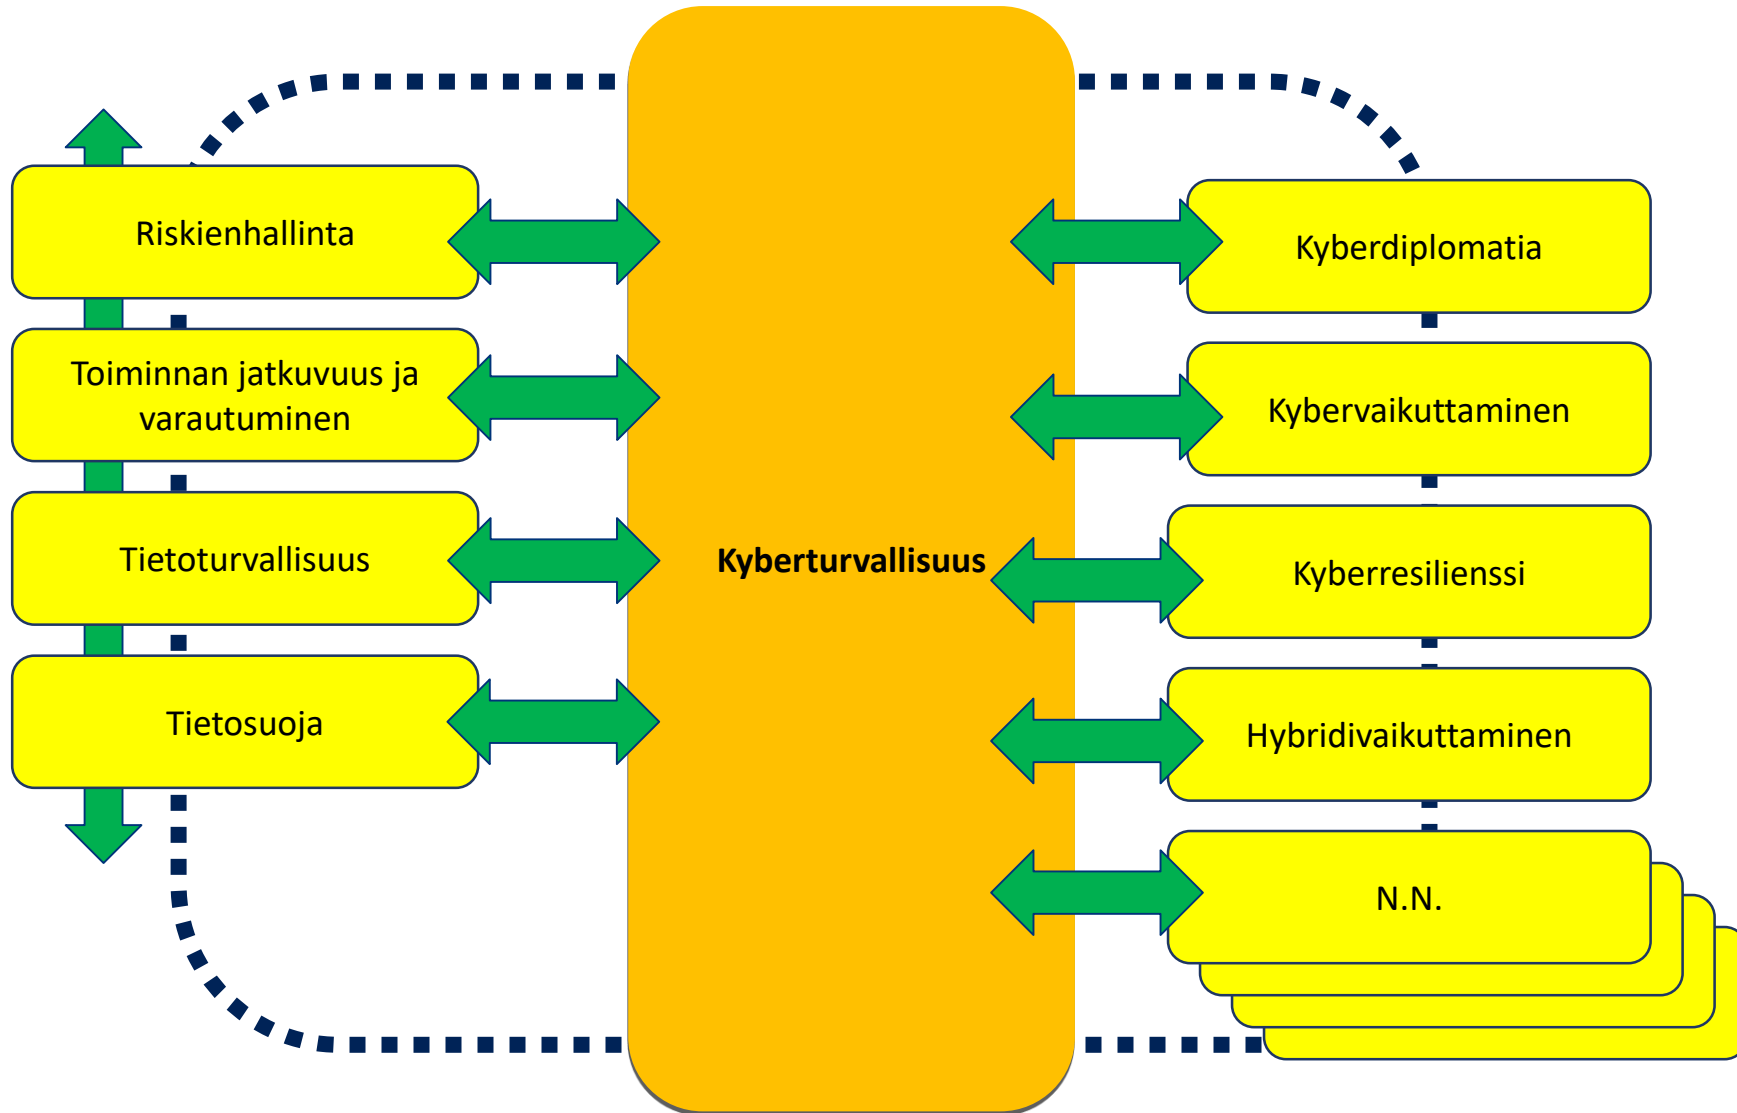 Riskienhallinta
Toiminnan jatkuvuus ja
varautuminen
Tietoturvallisuus
Tietosuoja
Kyberturvallisuus
Kyberdiplomatia
Kybervaikuttaminen
Kyberresilienssi
Hybridivaikuttaminen
N.N.